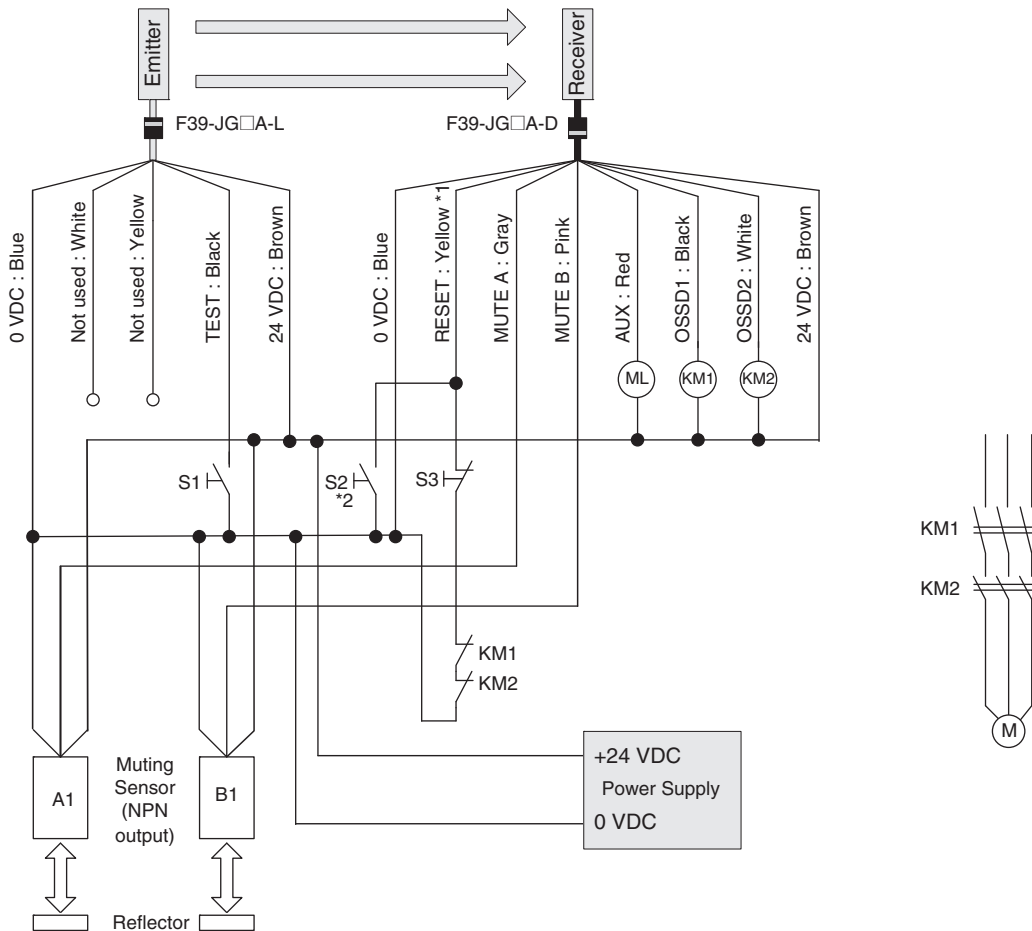 Emitter
Receiver
F39-JG□A-L
F39-JG□A-D
0 VDC : Blue
Not used : White
Not used : Yellow
TEST : Black
24 VDC : Brown
0 VDC : Blue
RESET : Yellow *1
MUTE A : Gray
MUTE B : Pink
AUX : Red
OSSD1 : Black
OSSD2 : White
24 VDC : Brown
ML
KM1
KM2
S1
S2
*2
S3
KM1
KM2
KM1
KM2
M
A1
Muting
Sensor
(NPN
output)
B1
+24 VDC
Power Supply
0 VDC
Reflector